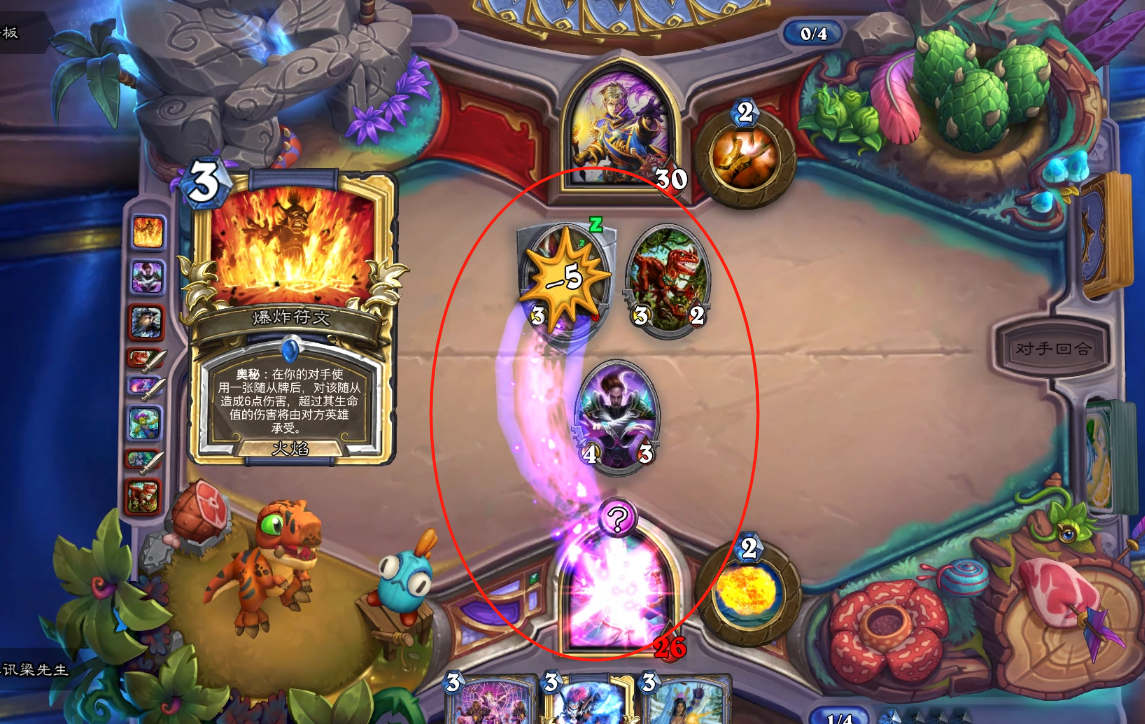 板
0/4
2
30
3
z
-5
爆炸符文
3
3
2
奥秘：在你的对手使
用一张随从牌后，对该随从
造成6点伤害，超过其生命
值的伤害将由对方英雄
承受。
火焰
对手回合
4
3
?
2
26
讯梁先生
3
3
3
1/4